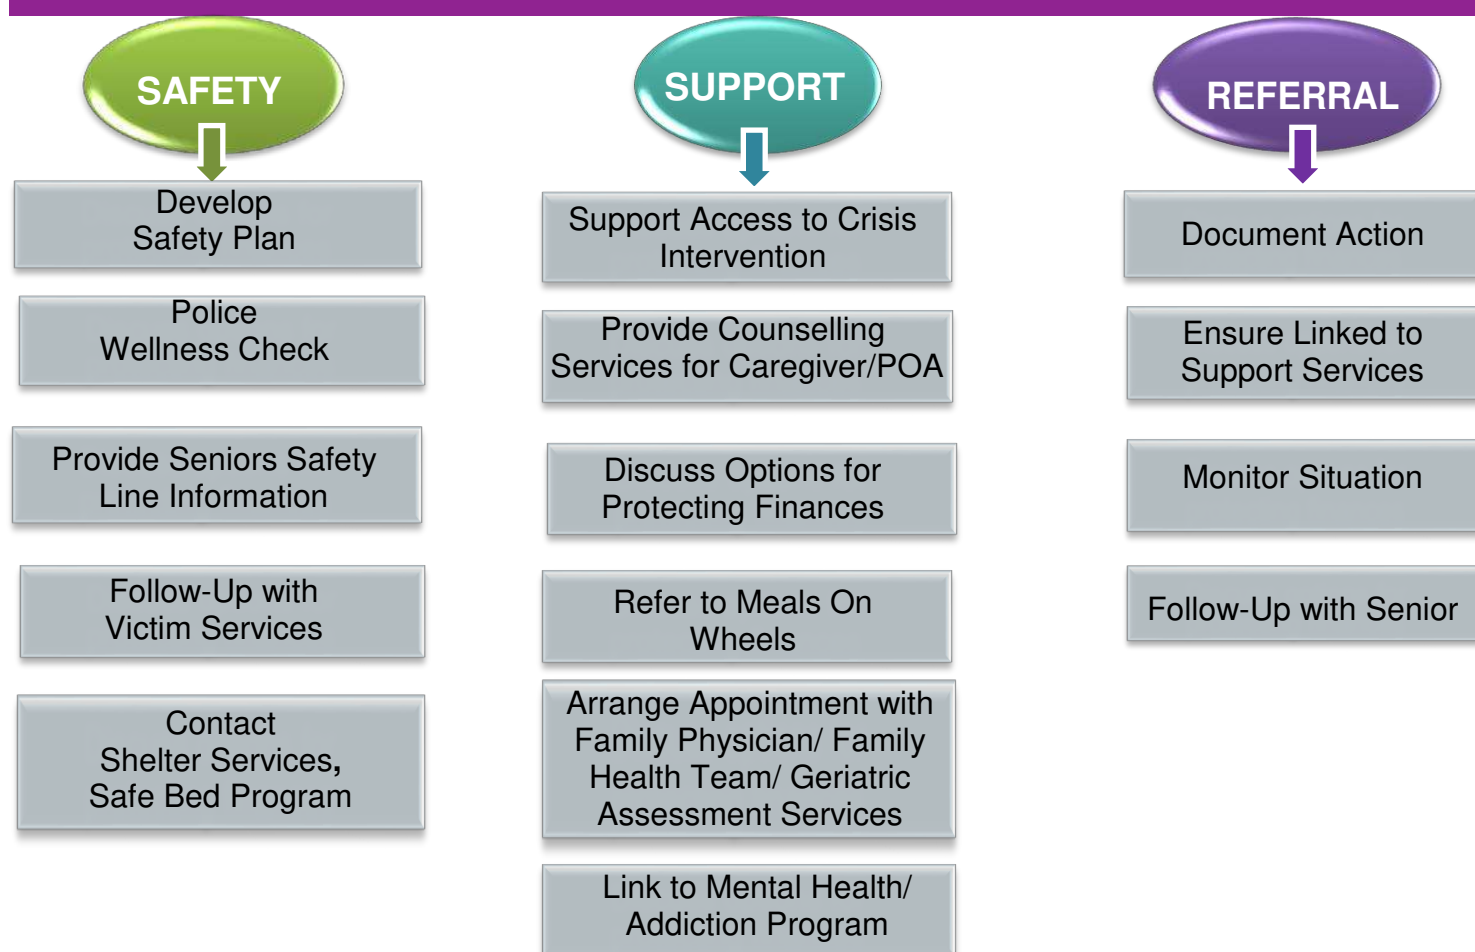 SAFETY
Develop
Safety Plan
Police
Wellness Check
Provide Seniors Safety
Line Information
Follow-Up with
Victim Services
Contact
Shelter Services,
Safe Bed Program
SUPPORT
Support Access to Crisis
Intervention
Provide Counselling
Services for Caregiver/POA
Discuss Options for
Protecting Finances
Refer to Meals On
Wheels
Arrange Appointment with
Family Physician/ Family
Health Team/ Geriatric
Assessment Services
Link to Mental Health/
Addiction Program
REFERRAL
Document Action
Ensure Linked to
Support Services
Monitor Situation
Follow-Up with Senior